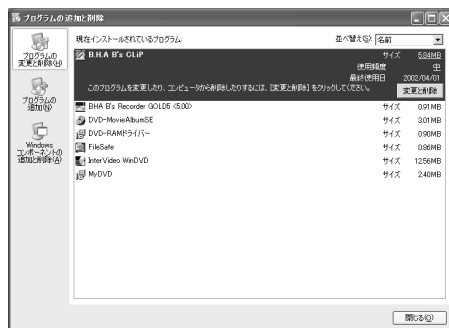 プログラムの追加と削除
現在インストールされているプログラム:
並べ替え(S): 名前
プログラムの
変更と削除(H)
プログラムの
追加(N)
Windows
コンポーネントの
追加と削除(A)
B.H.A B's CLiP
サイズ 5.84MB
使用頻度 中
最終使用日 2002/04/01
このプログラムを変更したり、コンピュータから削除したりするには、[変更と削除] をクリックしてください。
変更と削除
BHA B's Recorder GOLD5 <5.00>
サイズ 0.91MB
DVD-MovieAlbumSE
サイズ 3.01MB
DVD-RAMドライバー
サイズ 0.90MB
FileSafe
サイズ 0.86MB
InterVideo WinDVD
サイズ 12.56MB
MyDVD
サイズ 2.40MB
閉じる(C)